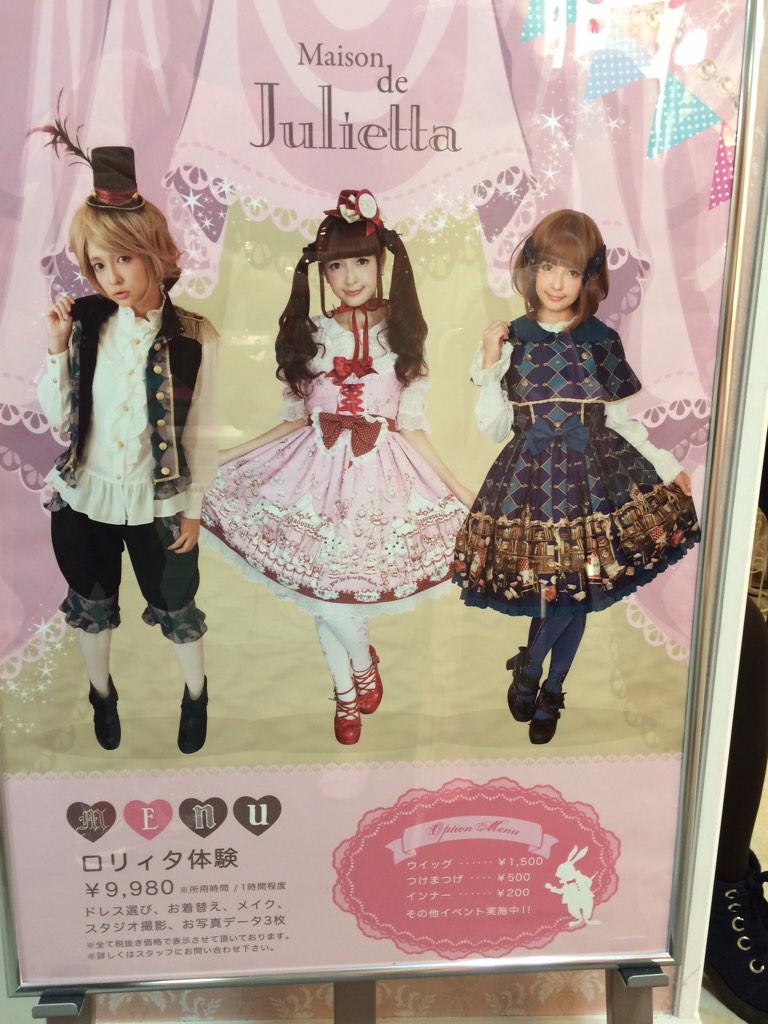 Maison
de
Julietta
MENU
ロリィタ体験
¥9,980 ※所用時間 / 1時間程度
ドレス選び、お着替え、メイク、
スタジオ撮影、お写真データ3枚
※全て税抜き価格で表示させて頂いております。
※詳しくはスタッフにお問い合わせ下さい。
Option Menu
ウイッグ ‥‥‥ ¥1,500
つけまつげ ‥‥ ¥500
インナー ‥‥‥ ¥200
その他イベント実施中!!